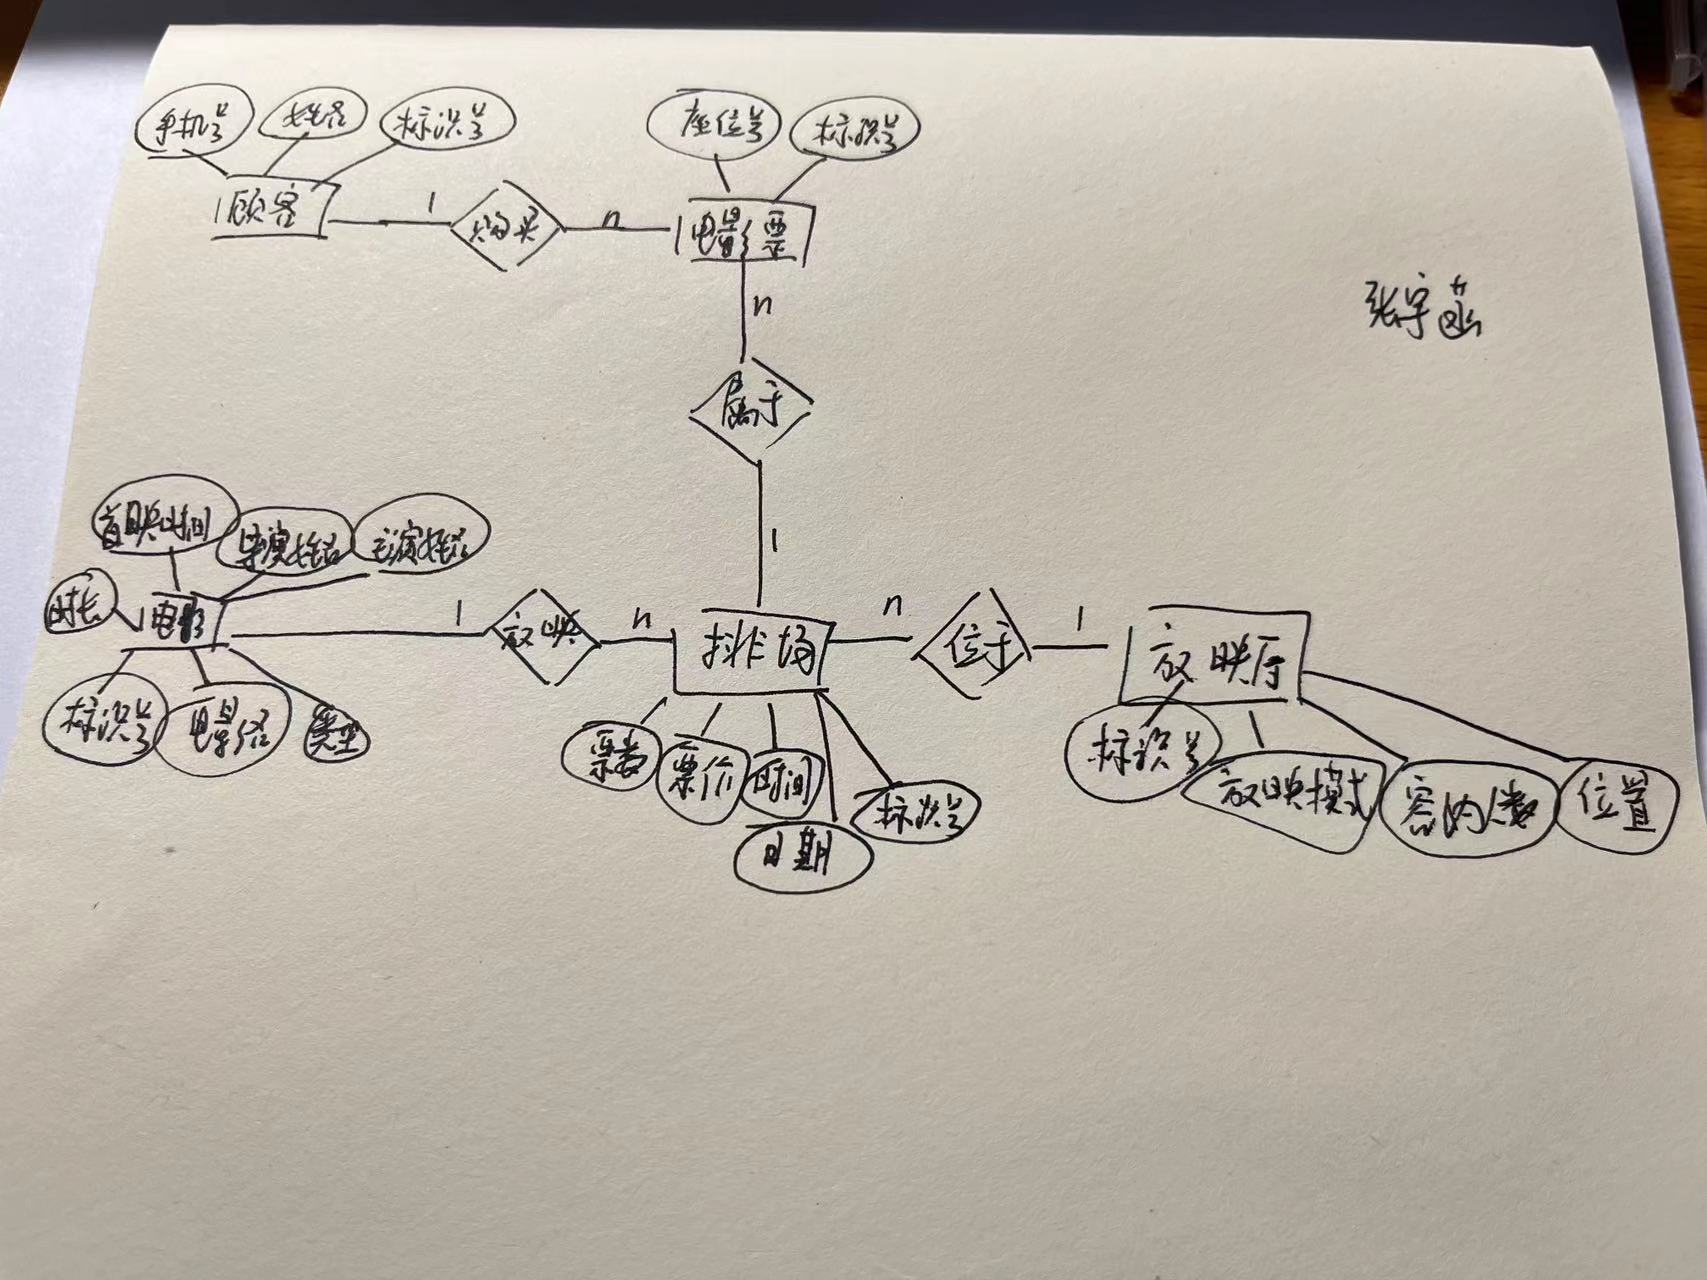 手机号 姓名 标识号
座位号 标识号
顾客 1 购买 n 电影票
张宇菡
n
属于
1
首映时间 导演姓名 主演姓名
时长 电影 1 放映 n 排场 n 位于 1 放映厅
标识号 电影名 类型
票数 票价 时间 标识号
日期
标识号 放映模式 容纳人数 位置